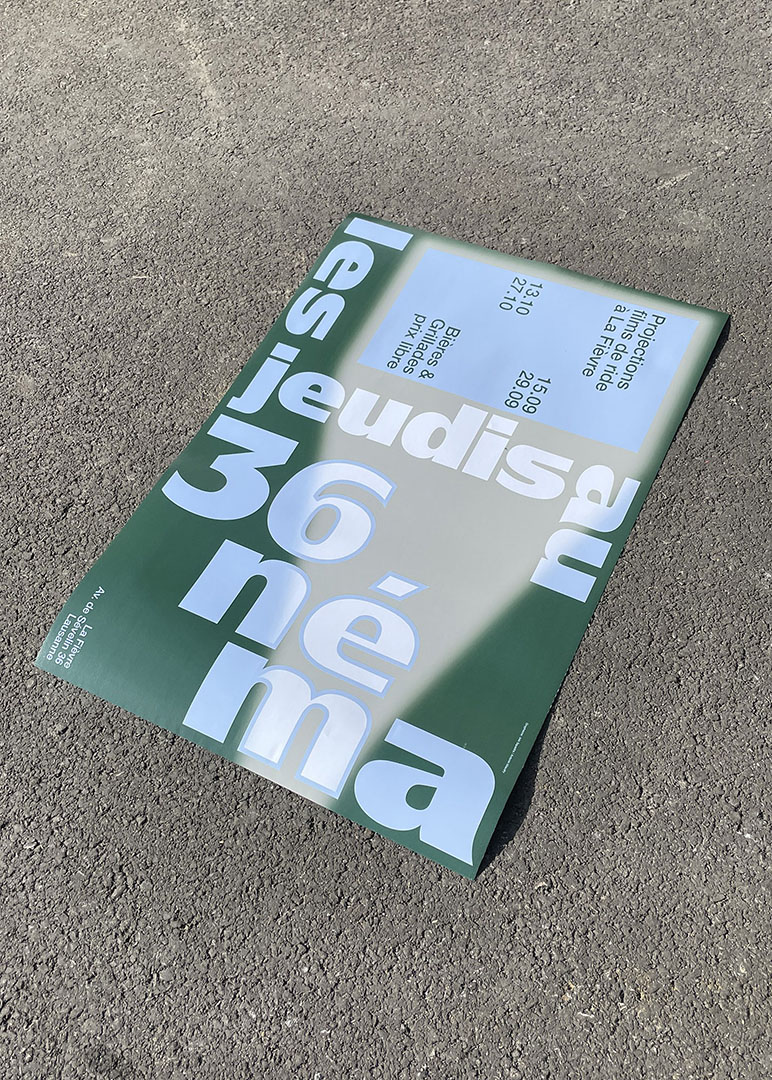 les
jeudis
au
36
né
ma
Projections
films de ride
à La Fièvre
13.10
27.10
15.09
29.09
Bières &
Grillades
prix libre
La Fièvre
Av. de Sévelin 36
Lausanne